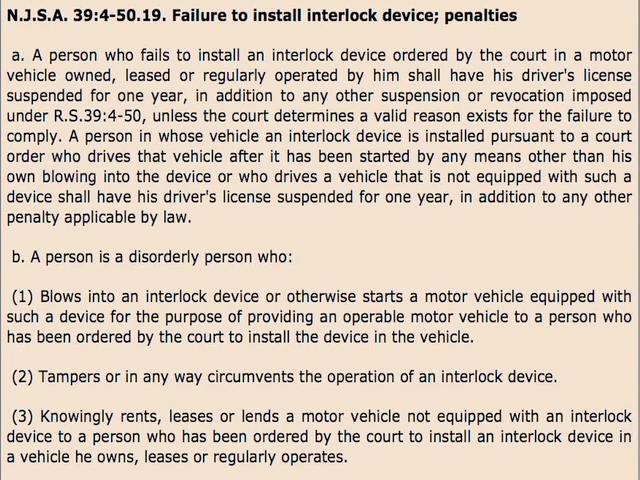 N.J.S.A. 39:4-50.19. Failure to install interlock device; penalties
a. A person who fails to install an interlock device ordered by the court in a motor
vehicle owned, leased or regularly operated by him shall have his driver's license
suspended for one year, in addition to any other suspension or revocation imposed
under R.S.39:4-50, unless the court determines a valid reason exists for the failure to
comply. A person in whose vehicle an interlock device is installed pursuant to a court
order who drives that vehicle after it has been started by any means other than his
own blowing into the device or who drives a vehicle that is not equipped with such a
device shall have his driver's license suspended for one year, in addition to any other
penalty applicable by law.
b. A person is a disorderly person who:
(1) Blows into an interlock device or otherwise starts a motor vehicle equipped with
such a device for the purpose of providing an operable motor vehicle to a person who
has been ordered by the court to install the device in the vehicle.
(2) Tampers or in any way circumvents the operation of an interlock device.
(3) Knowingly rents, leases or lends a motor vehicle not equipped with an interlock
device to a person who has been ordered by the court to install an interlock device in
a vehicle he owns, leases or regularly operates.